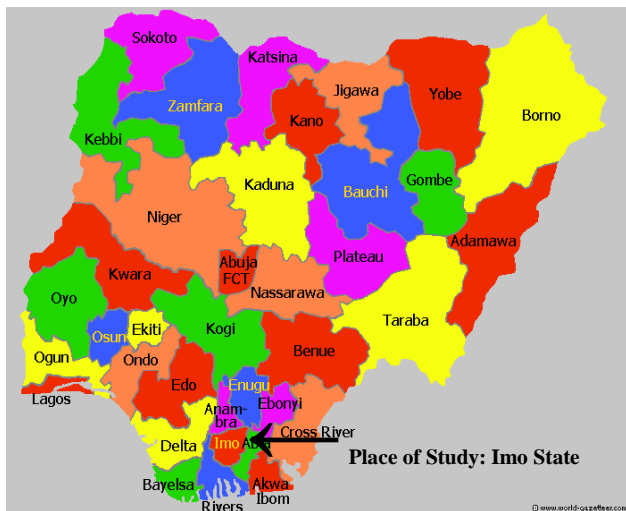 Sokoto
Katsina
Jigawa
Yobe
Zamfara
Kano
Borno
Kebbi
Kaduna
Bauchi
Gombe
Niger
Adamawa
Plateau
Abuja
FCT
Kwara
Nassarawa
Oyo
Taraba
Kogi
Osun
Ekiti
Benue
Ogun
Ondo
Edo
Enugu
Lagos
Anam-
bra
Ebonyi
Cross River
Delta
Imo
Abia
Place of Study: Imo State
Bayelsa
Akwa
Ibom
Rivers
© www.world-gazetteer.com